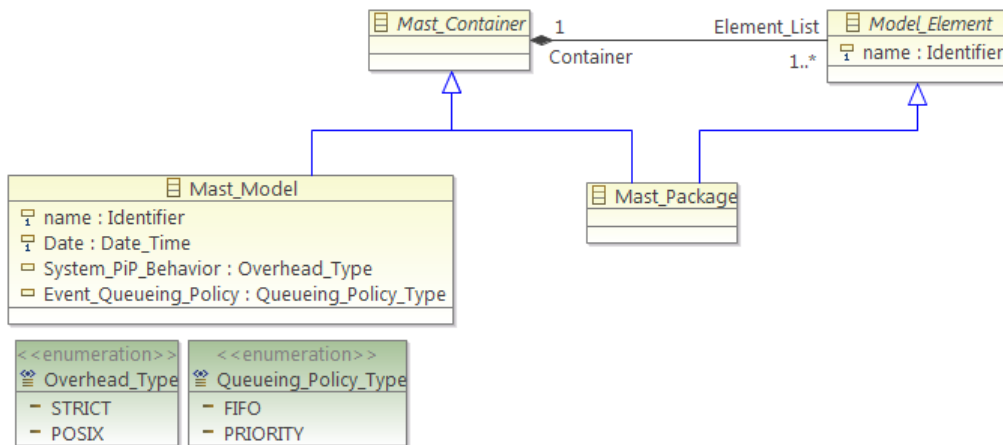 Mast_Container
1
Element_List
Model_Element
Container
1..*
name : Identifier
Mast_Model
name : Identifier
Date : Date_Time
System_PiP_Behavior : Overhead_Type
Event_Queueing_Policy : Queueing_Policy_Type
Mast_Package
<<enumeration>>
Overhead_Type
STRICT
POSIX
<<enumeration>>
Queueing_Policy_Type
FIFO
PRIORITY